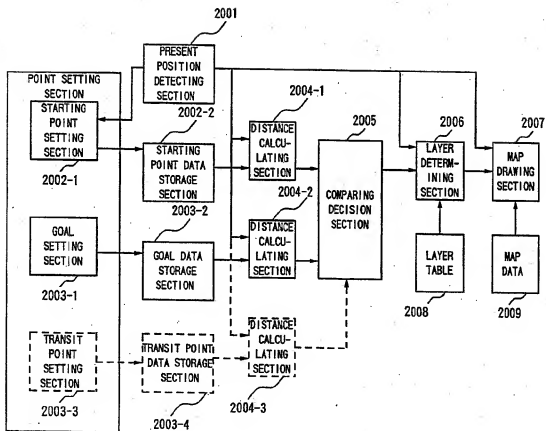 2001
PRESENT
POSITION
DETECTING
SECTION
POINT SETTING
SECTION
STARTING
POINT
SETTING
SECTION
2002-1
2002-2
STARTING
POINT DATA
STORAGE
SECTION
2004-1
DISTANCE
CALCU-
LATING
SECTION
2005
COMPARING
DECISION
SECTION
2006
LAYER
DETERM-
INING
SECTION
2007
MAP
DRAWING
SECTION
GOAL
SETTING
SECTION
2003-1
2003-2
GOAL DATA
STORAGE
SECTION
2004-2
DISTANCE
CALCU-
LATING
SECTION
LAYER
TABLE
2008
MAP
DATA
2009
TRANSIT
POINT
SETTING
SECTION
2003-3
TRANSIT POINT
DATA STORAGE
SECTION
2003-4
DISTANCE
CALCU-
LATING
SECTION
2004-3